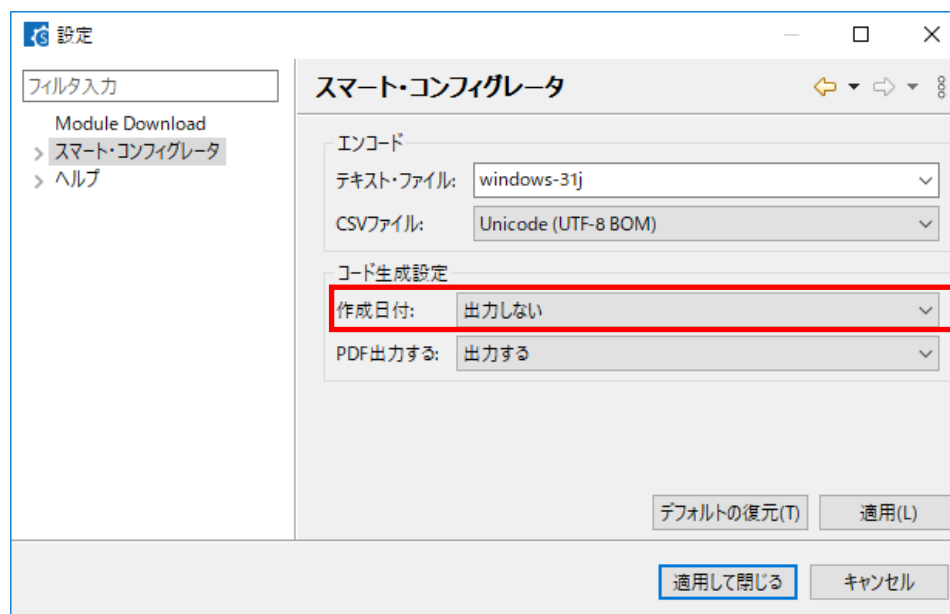 設定
フィルタ入力
Module Download
スマート・コンフィグレータ
ヘルプ
スマート・コンフィグレータ
エンコード
テキスト・ファイル: windows-31j
CSVファイル: Unicode (UTF-8 BOM)
コード生成設定
作成日付: 出力しない
PDF出力する: 出力する
デフォルトの復元(T) 適用(L)
適用して閉じる キャンセル